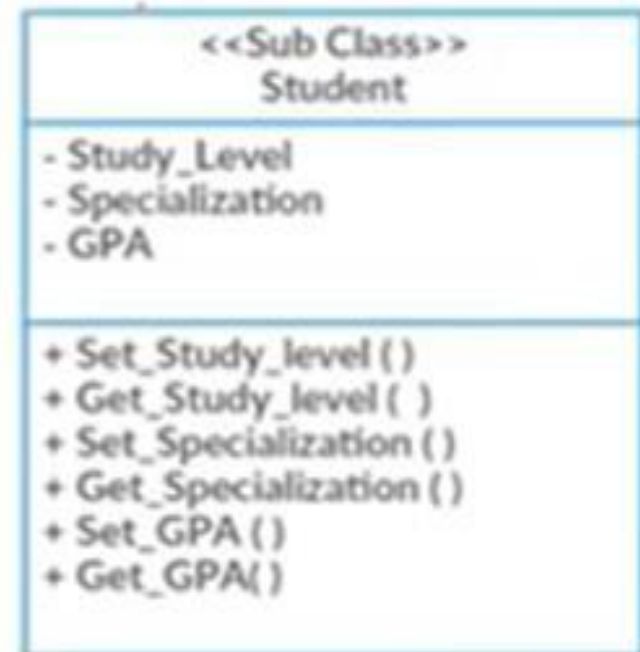 <<Sub Class>>
Student
- Study_Level
- Specialization
- GPA
+ Set_Study_level ( )
+ Get_Study_level (  )
+ Set_Specialization ( )
+ Get_Specialization ( )
+ Set_GPA ( )
+ Get_GPA( )